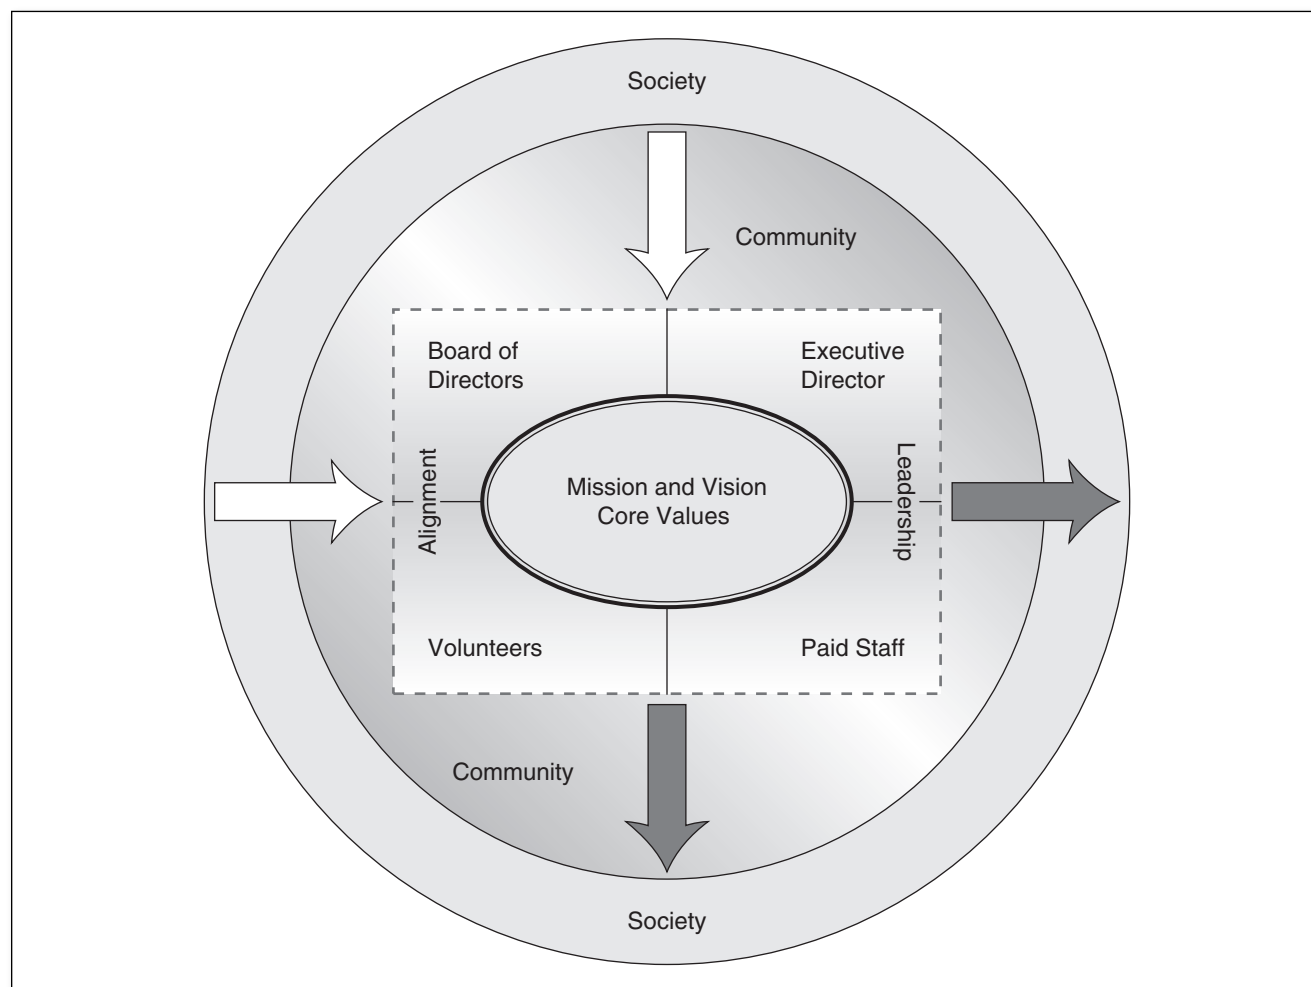 Society
Community
Board of
Directors
Executive
Director
Alignment
Mission and Vision
Core Values
Leadership
Volunteers
Paid Staff
Community
Society